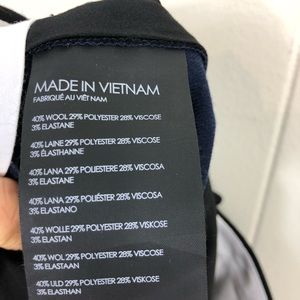 MADE IN VIETNAM
FABRIQUÉ AU VIÊT NAM
40% WOOL 29% POLYESTER 28% VISCOSE
3% ELASTANE
40% LAINE 29% POLYESTER 28% VISCOSE
3% ÉLASTHANNE
40% LANA 29% POLIESTERE 28% VISCOSA
3% ELASTANE
40% LANA 29% POLIÉSTER 28% VISCOSA
3% ELASTANO
40% WOLLE 29% POLYESTER 28% VISKOSE
3% ELASTAN
40% WOL 29% POLYESTER 28% VISCOSE
3% ELASTAAN
40% ULD 29% POLYESTER 28% VISKOSE
3% ELASTHAN